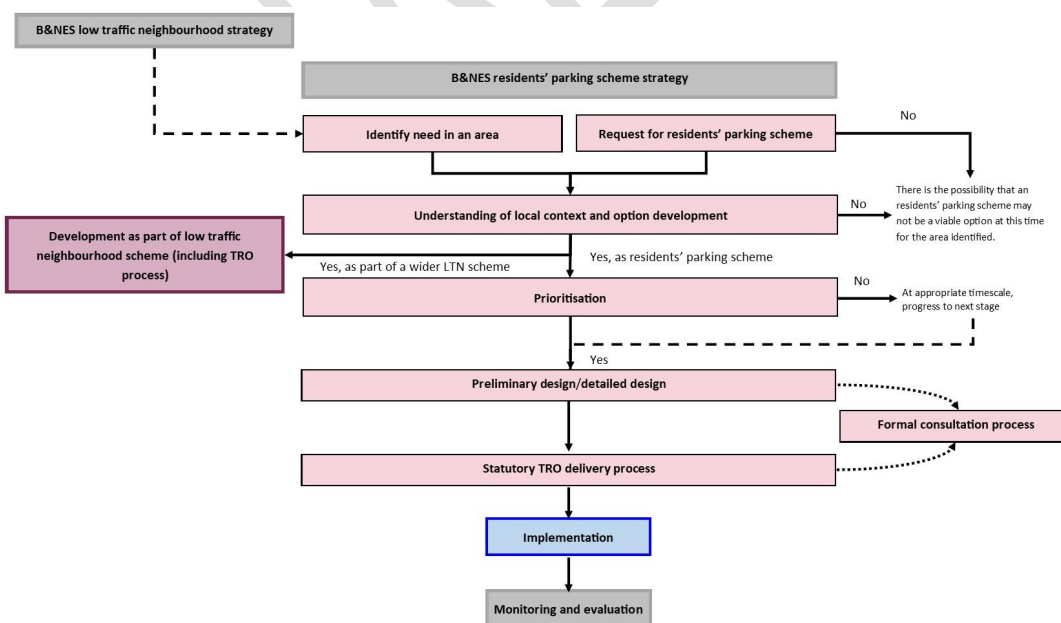 B&NES low traffic neighbourhood strategy
B&NES residents' parking scheme strategy
Identify need in an area
Request for residents' parking scheme
No
There is the possibility that an
residents' parking scheme may
not be a viable option at this time
for the area identified.
Understanding of local context and option development
No
Development as part of low traffic
neighbourhood scheme (including TRO
process)
Yes, as part of a wider LTN scheme
Yes, as residents' parking scheme
Prioritisation
No
At appropriate timescale,
progress to next stage
Yes
Preliminary design/detailed design
Formal consultation process
Statutory TRO delivery process
Implementation
Monitoring and evaluation